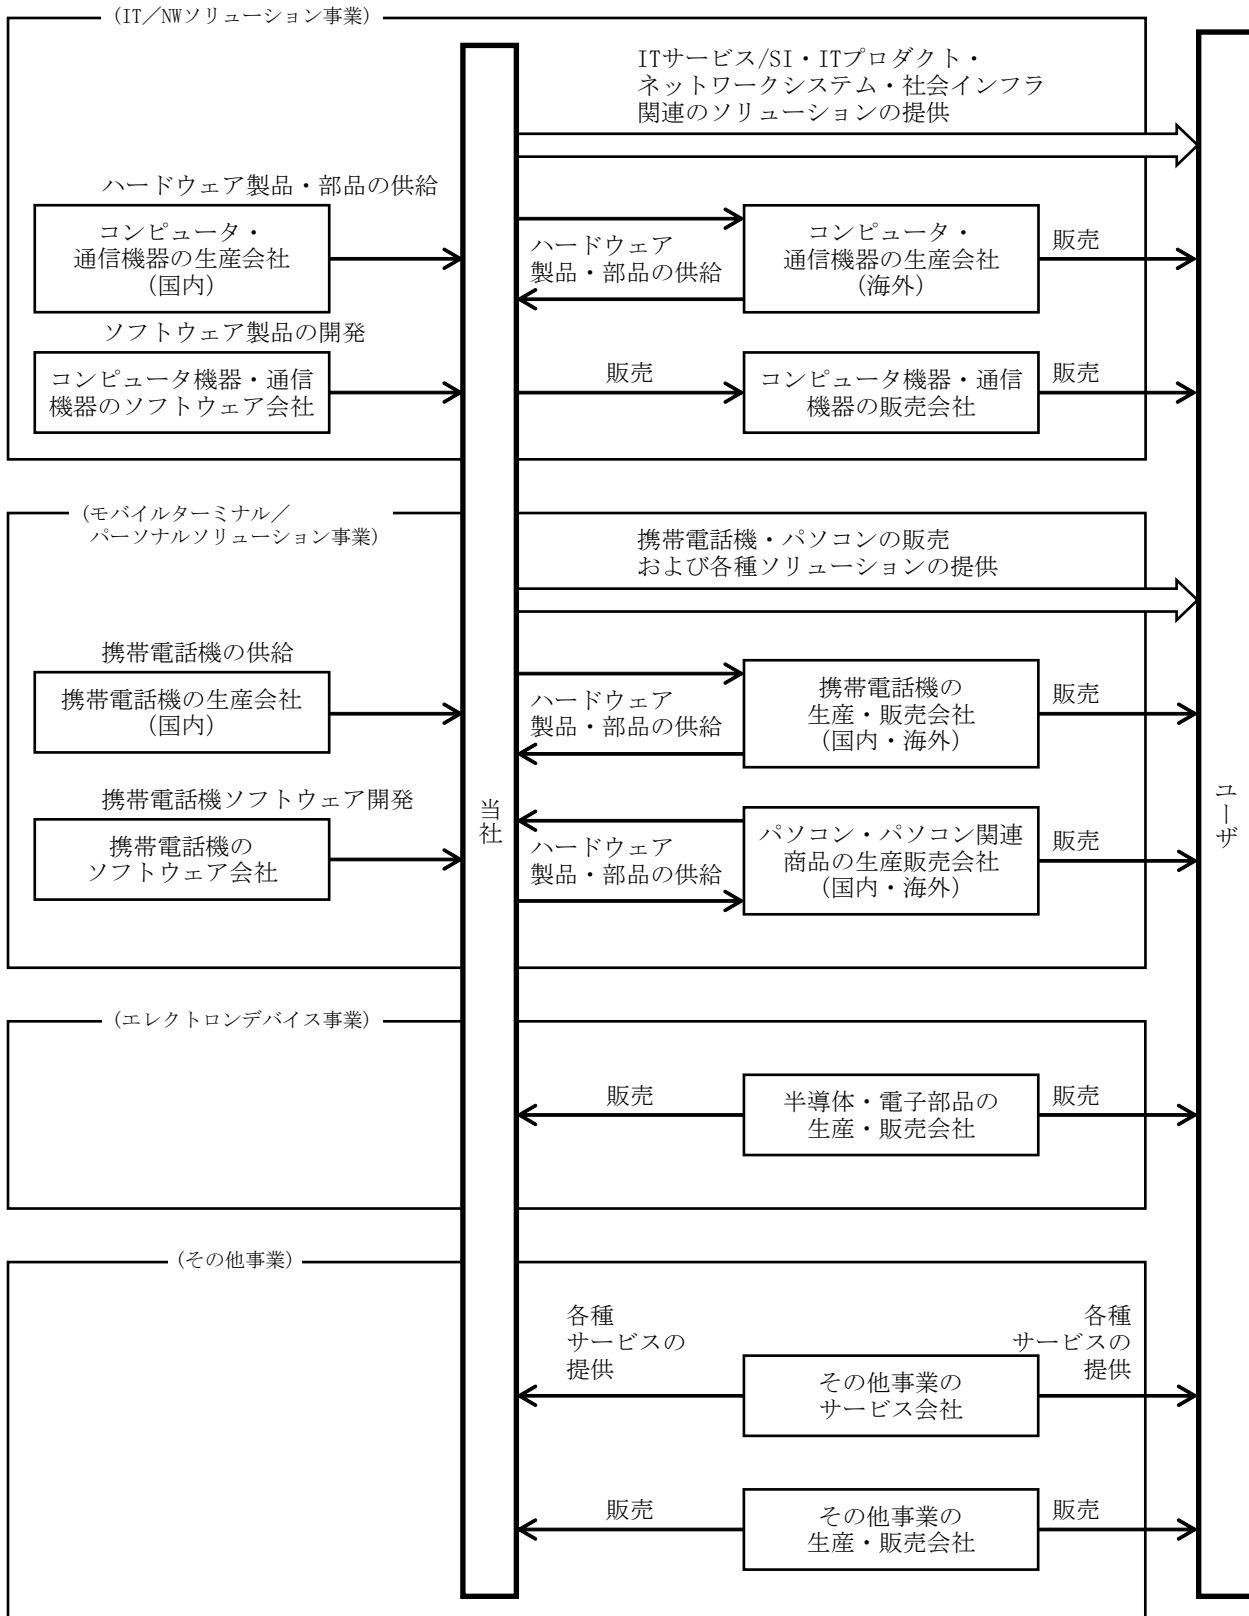 (IT／NWソリューション事業)
ITサービス/SI・ITプロダクト・
ネットワークシステム・社会インフラ
関連のソリューションの提供
ハードウェア製品・部品の供給
コンピュータ・
通信機器の生産会社
(国内)
ハードウェア
製品・部品の供給
コンピュータ・
通信機器の生産会社
(海外)
販売
ソフトウェア製品の開発
コンピュータ機器・通信
機器のソフトウェア会社
販売
コンピュータ機器・通信
機器の販売会社
販売
(モバイルターミナル／
パーソナルソリューション事業)
携帯電話機・パソコンの販売
および各種ソリューションの提供
携帯電話機の供給
携帯電話機の生産会社
(国内)
ハードウェア
製品・部品の供給
携帯電話機の
生産・販売会社
(国内・海外)
販売
携帯電話機ソフトウェア開発
携帯電話機の
ソフトウェア会社
当社
ハードウェア
製品・部品の供給
パソコン・パソコン関連
商品の生産販売会社
(国内・海外)
販売
ユーザ
(エレクトロンデバイス事業)
販売
半導体・電子部品の
生産・販売会社
販売
(その他事業)
各種
サービスの
提供
その他事業の
サービス会社
各種
サービスの
提供
販売
その他事業の
生産・販売会社
販売